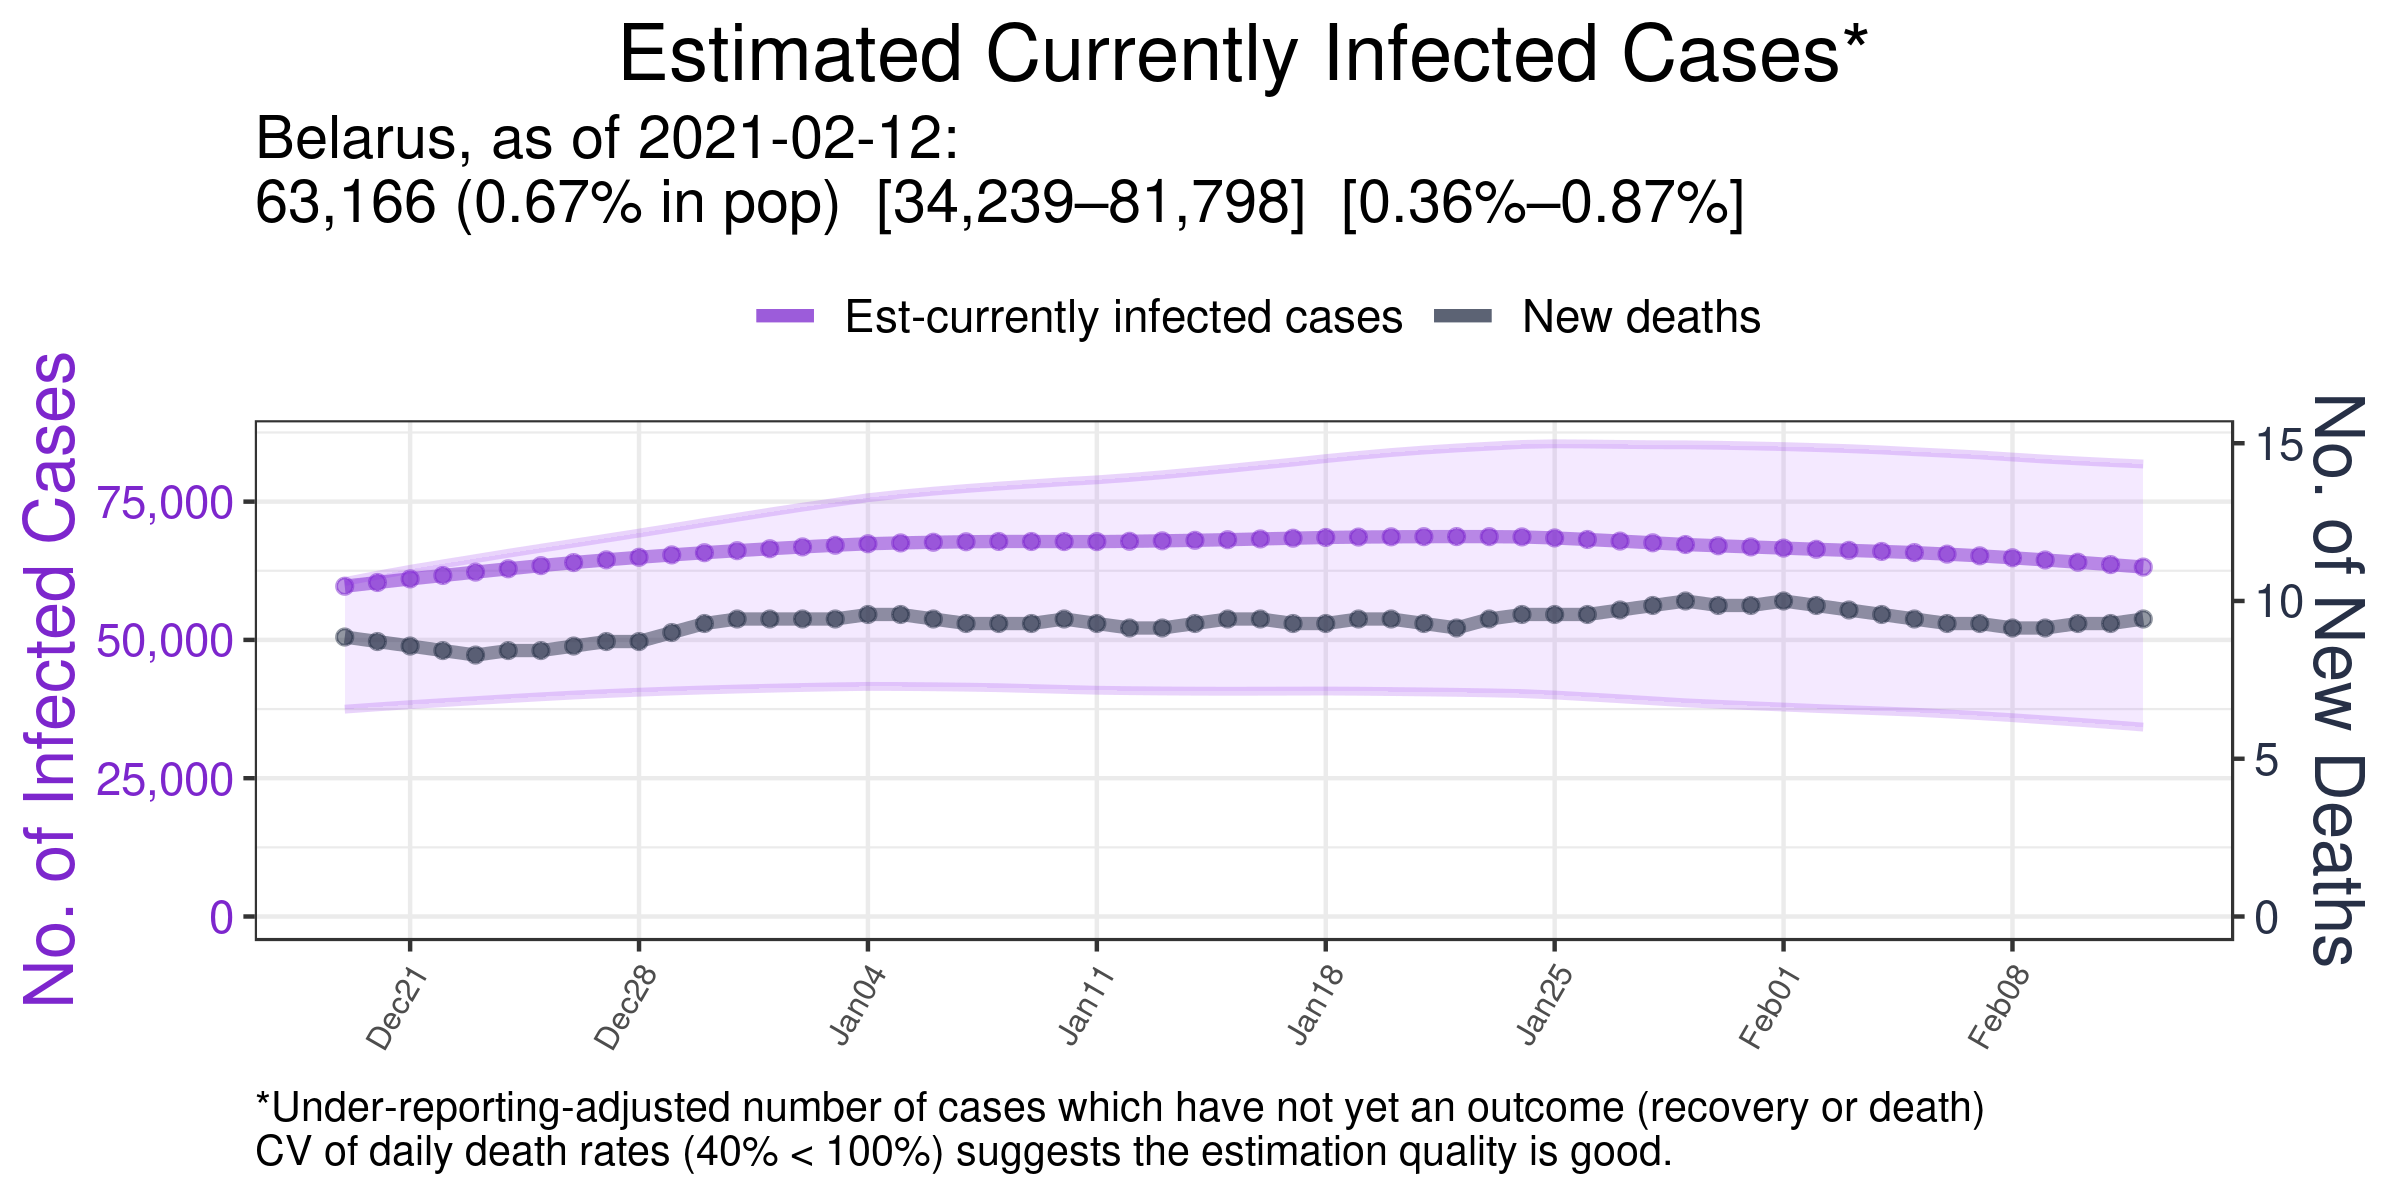 Estimated Currently Infected Cases*
Belarus, as of 2021-02-12:
63,166 (0.67% in pop)  [34,239–81,798]  [0.36%–0.87%]
Est-currently infected cases
New deaths
No. of Infected Cases
75,000
50,000
25,000
0
15
10
5
0
No. of New Deaths
Dec21
Dec28
Jan04
Jan11
Jan18
Jan25
Feb01
Feb08
*Under-reporting-adjusted number of cases which have not yet an outcome (recovery or death)
CV of daily death rates (40% < 100%) suggests the estimation quality is good.